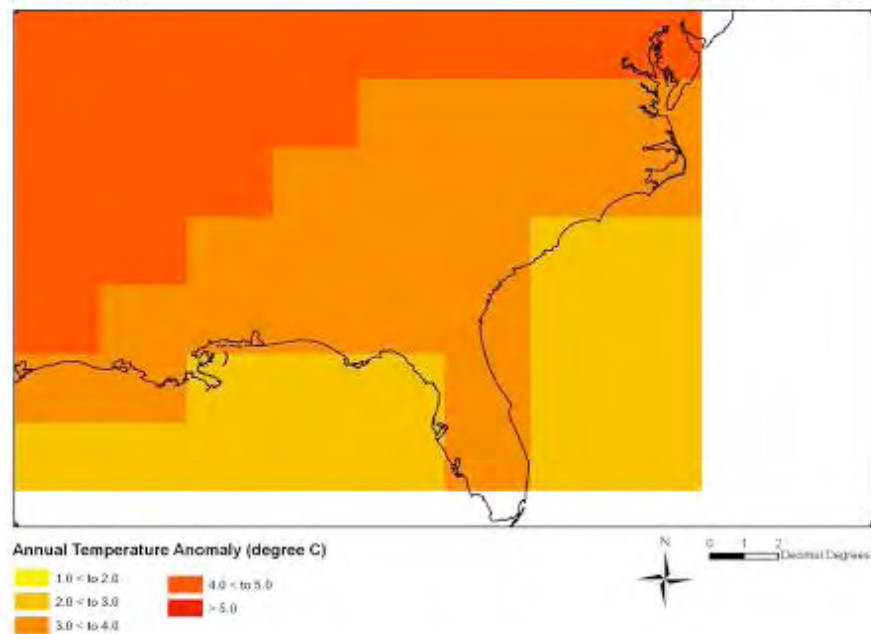 Annual Temperature Anomaly (degree C)
1.0 < to 2.0
2.0 < to 3.0
3.0 < to 4.0
4.0 < to 5.0
> 5.0
N
0 1 2
Decimal Degrees